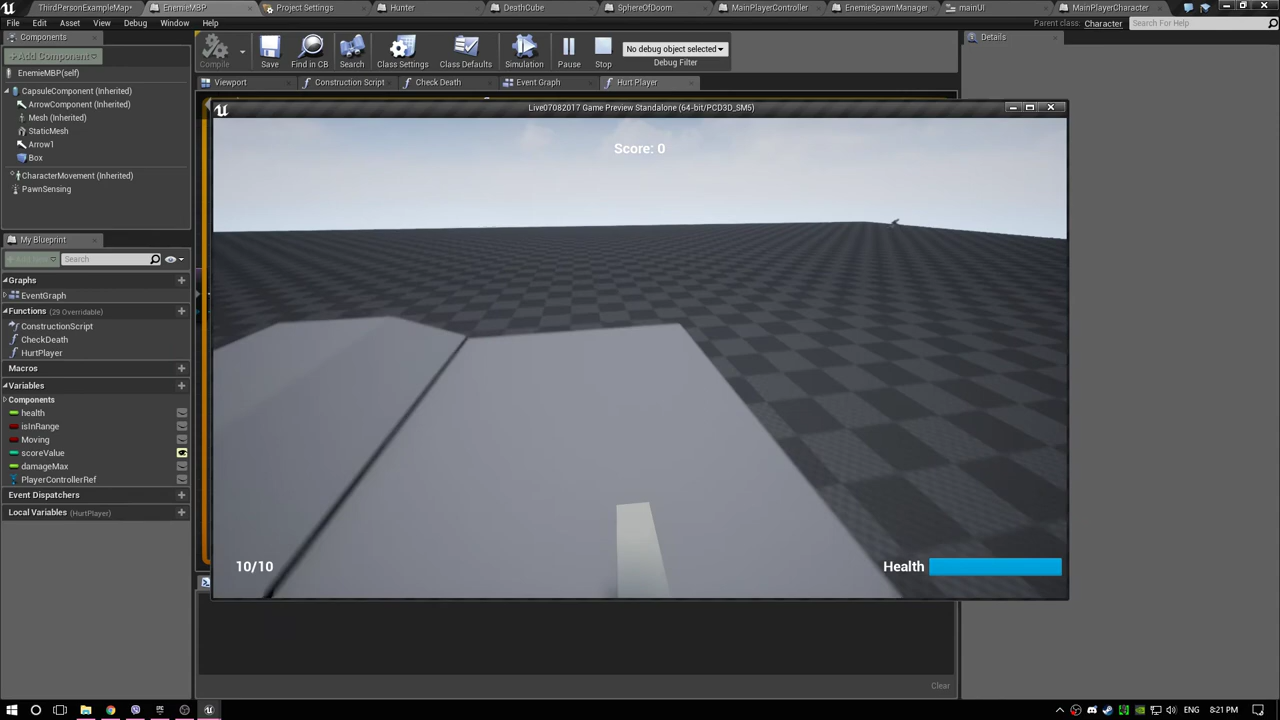 ThirdPersonExampleMap*
EnemieMBP
Project Settings
Hunter
DeathCube
SphereOfDoom
MainPlayerController
EnemieSpawnManager
mainUI
MainPlayerCharacter
File
Edit
Asset
View
Debug
Window
Help
Parent class: Character
Search For Help
Components
Details
+Add Component
Compile
Save
Find in CB
Search
Class Settings
Class Defaults
Simulation
Pause
Stop
No debug object selected
Debug Filter
EnemieMBP(self)
Viewport
Construction Script
Check Death
Event Graph
Hurt Player
CapsuleComponent (Inherited)
ArrowComponent (Inherited)
Mesh (Inherited)
StaticMesh
Arrow1
Box
CharacterMovement (Inherited)
PawnSensing
Live07082017 Game Preview Standalone (64-bit/PCD3D_SM5)
Score: 0
My Blueprint
Search
Graphs
EventGraph
Functions (29 Overridable)
ConstructionScript
CheckDeath
HurtPlayer
Macros
Variables
Components
health
isInRange
Moving
scoreValue
damageMax
PlayerControllerRef
Event Dispatchers
Local Variables (HurtPlayer)
10/10
Health
Clear
ENG
8:21 PM